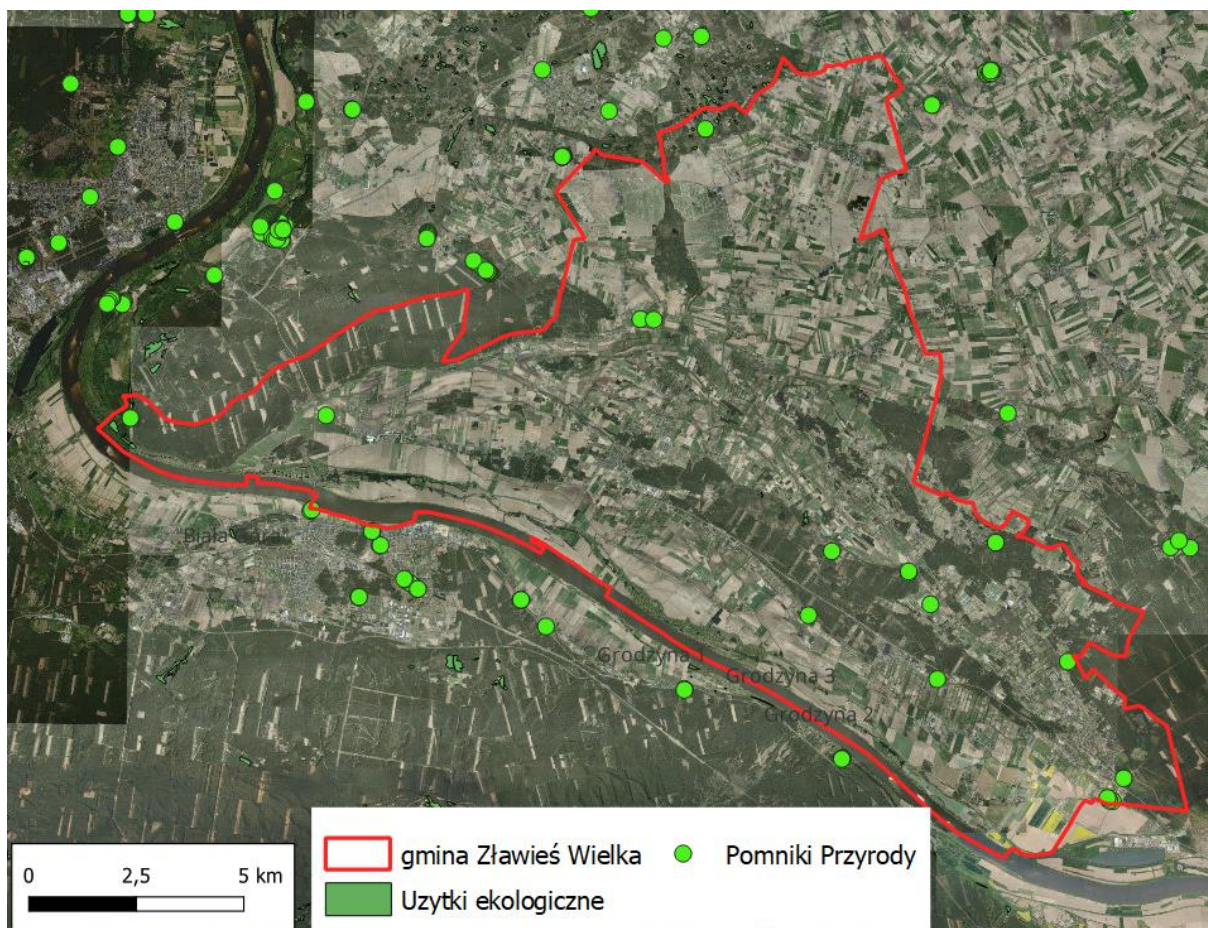 Biała Góra
Grodzyna 1
Grodzyna 3
Grodzyna 2
gmina Zławieś Wielka
Pomniki Przyrody
Uzytki ekologiczne
0
2,5
5 km